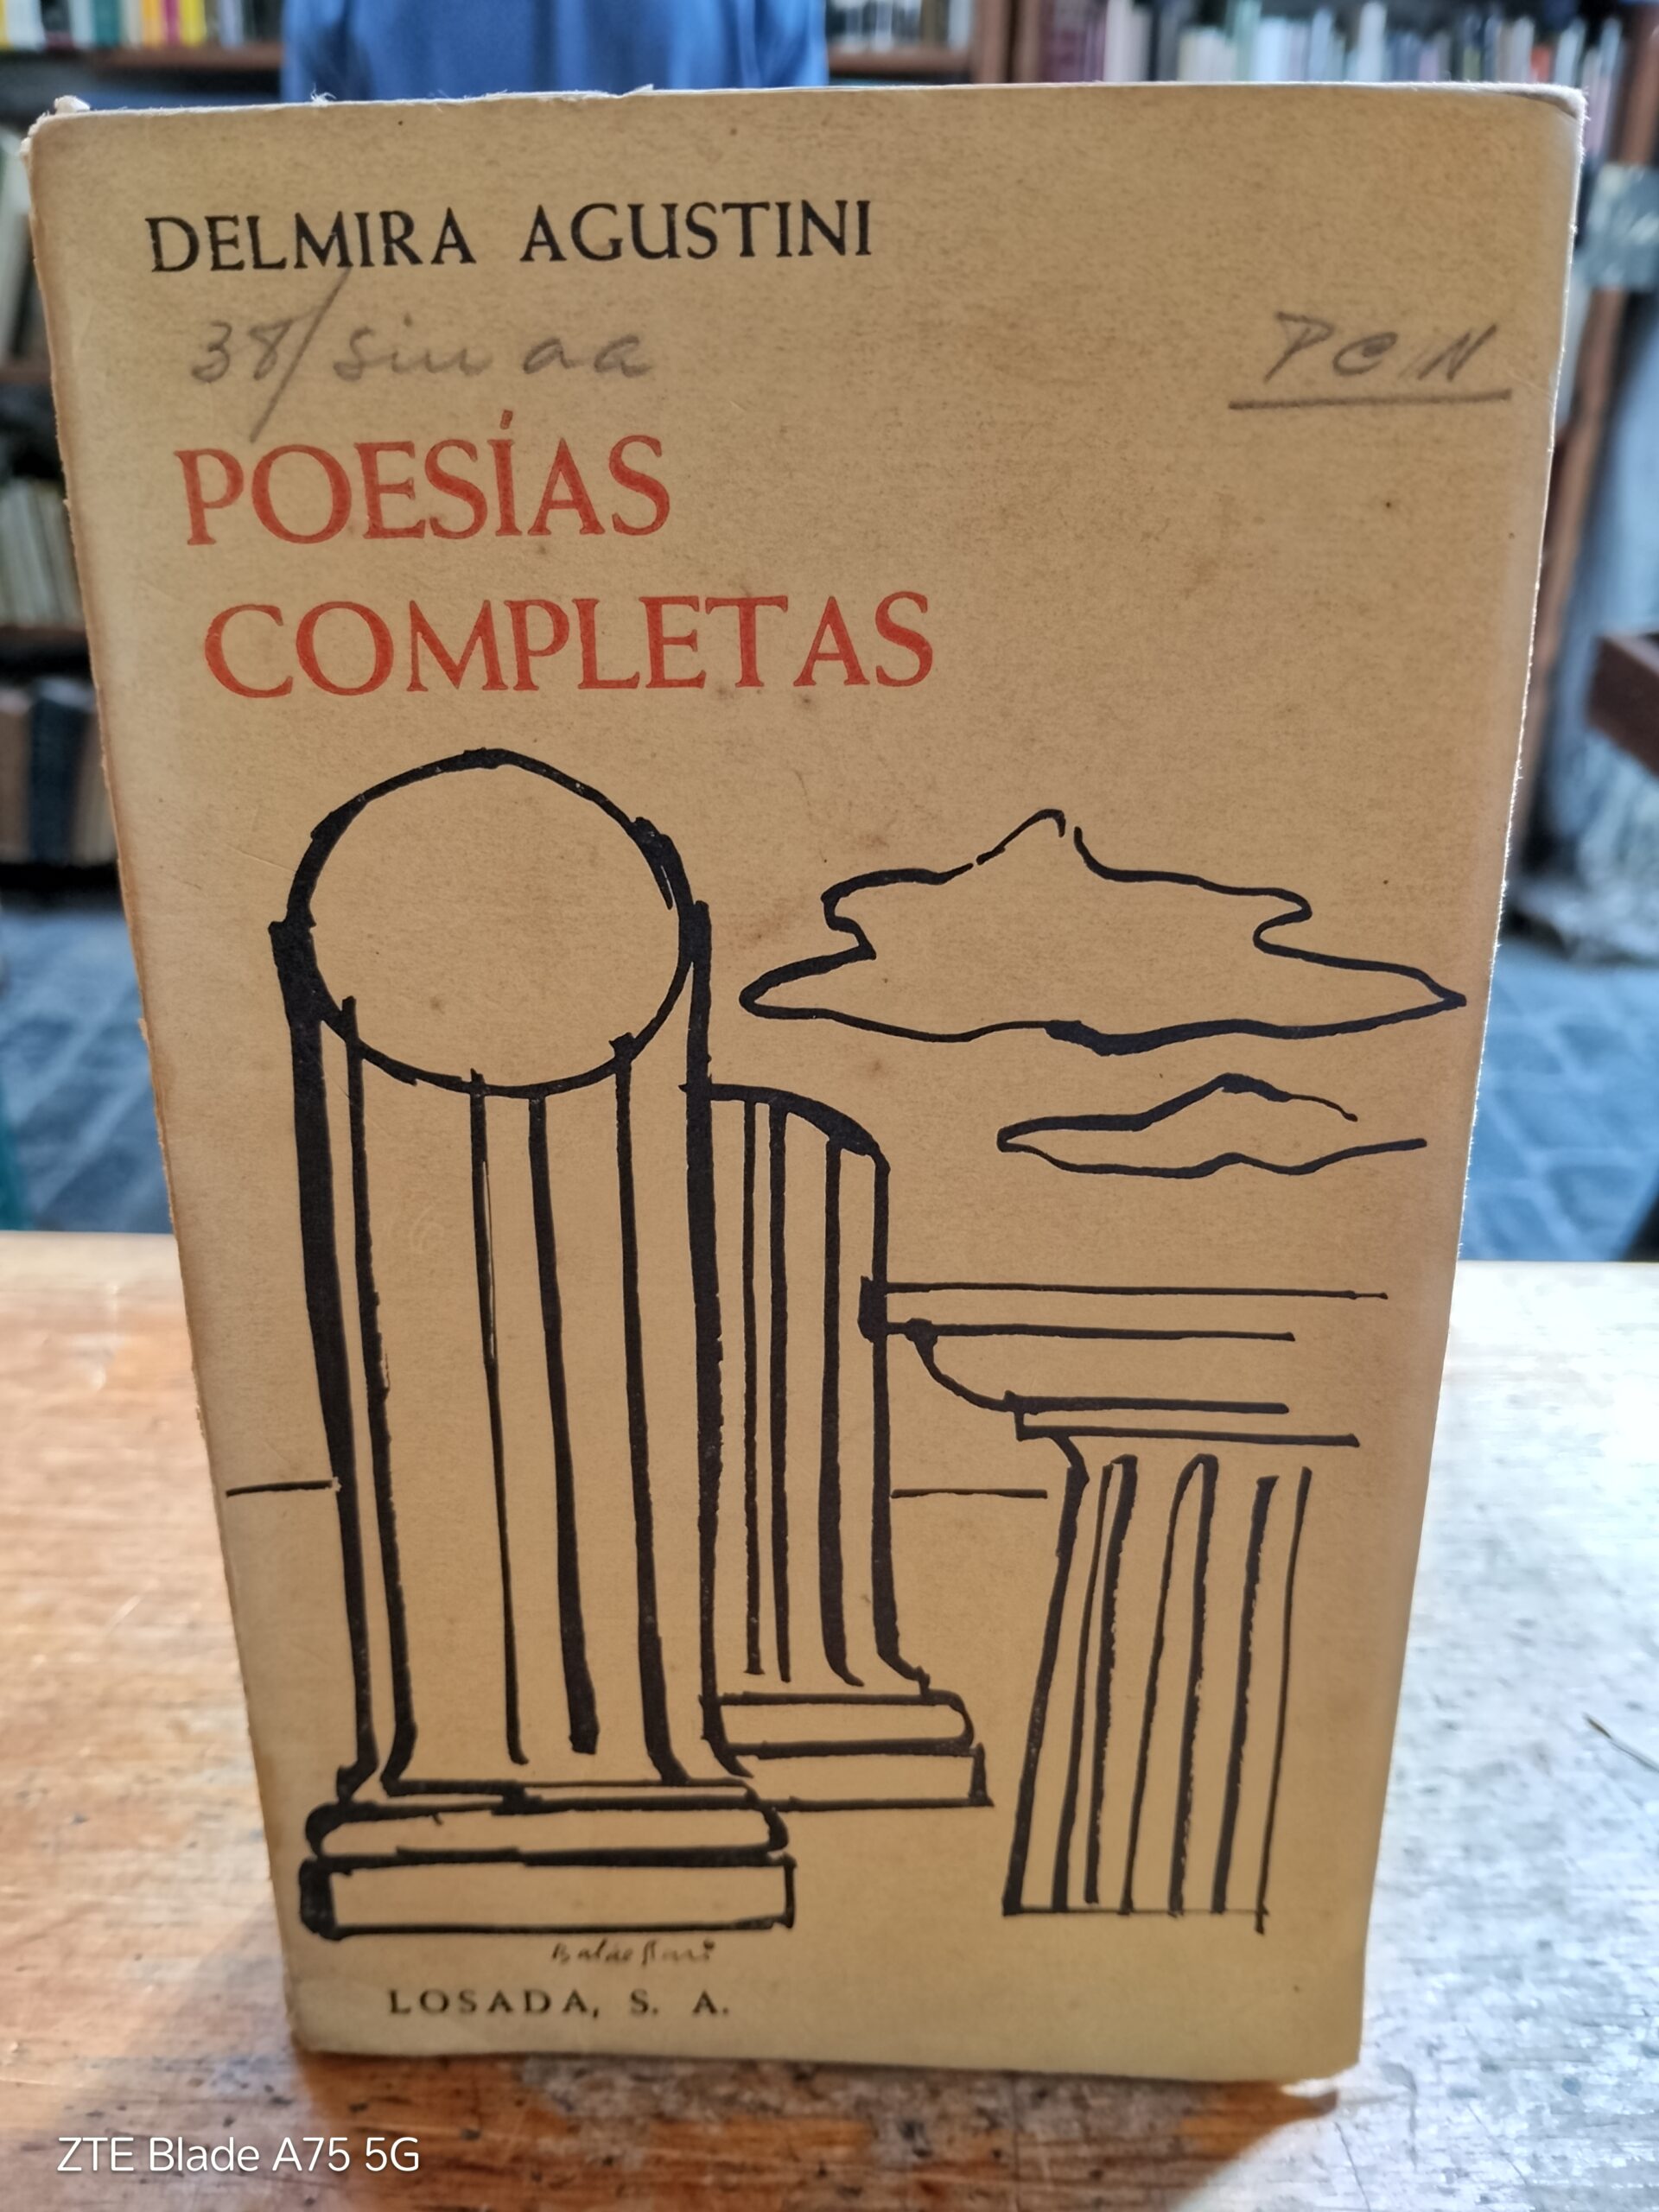 DELMIRA AGUSTINI
38/ sin aa
PCN
POESÍAS
COMPLETAS
LOSADA, S. A.
ZTE Blade A75 5G